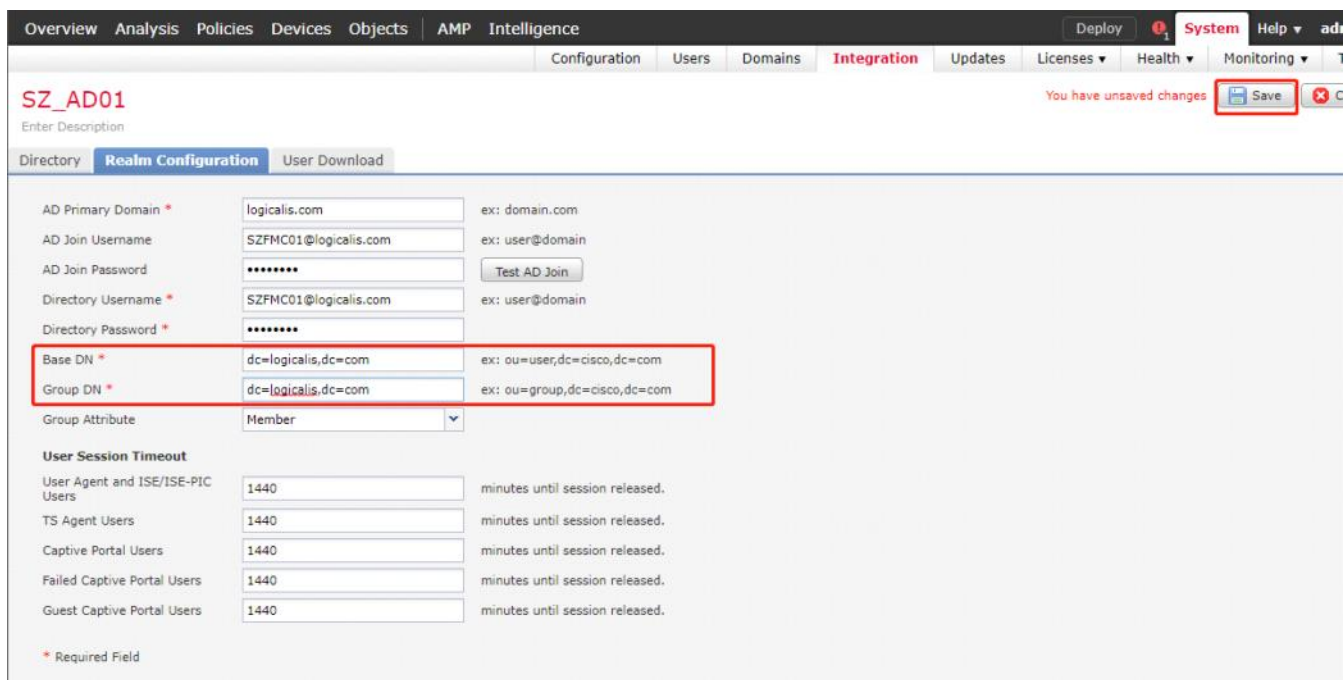 Overview Analysis Policies Devices Objects AMP Intelligence Deploy 1 System Help
Configuration Users Domains Integration Updates Licenses Health Monitoring
SZ_AD01 You have unsaved changes Save
Enter Description
Directory Realm Configuration User Download
AD Primary Domain * logicalis.com ex: domain.com
AD Join Username SZFMC01@logicalis.com ex: user@domain
AD Join Password •••••••• Test AD Join
Directory Username * SZFMC01@logicalis.com ex: user@domain
Directory Password * ••••••••
Base DN * dc=logicalis,dc=com ex: ou=user,dc=cisco,dc=com
Group DN * dc=logicalis,dc=com ex: ou=group,dc=cisco,dc=com
Group Attribute Member
User Session Timeout
User Agent and ISE/ISE-PIC
Users 1440 minutes until session released.
TS Agent Users 1440 minutes until session released.
Captive Portal Users 1440 minutes until session released.
Failed Captive Portal Users 1440 minutes until session released.
Guest Captive Portal Users 1440 minutes until session released.
* Required Field